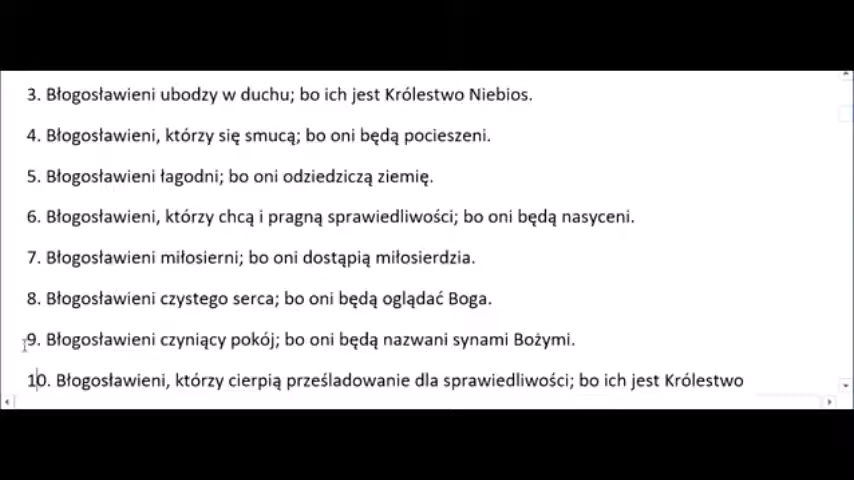 3. Błogosławieni ubodzy w duchu; bo ich jest Królestwo Niebios.
4. Błogosławieni, którzy się smucą; bo oni będą pocieszeni.
5. Błogosławieni łagodni; bo oni odziedziczą ziemię.
6. Błogosławieni, którzy chcą i pragną sprawiedliwości; bo oni będą nasyceni.
7. Błogosławieni miłosierni; bo oni dostąpią miłosierdzia.
8. Błogosławieni czystego serca; bo oni będą oglądać Boga.
9. Błogosławieni czyniący pokój; bo oni będą nazwani synami Bożymi.
10. Błogosławieni, którzy cierpią prześladowanie dla sprawiedliwości; bo ich jest Królestwo